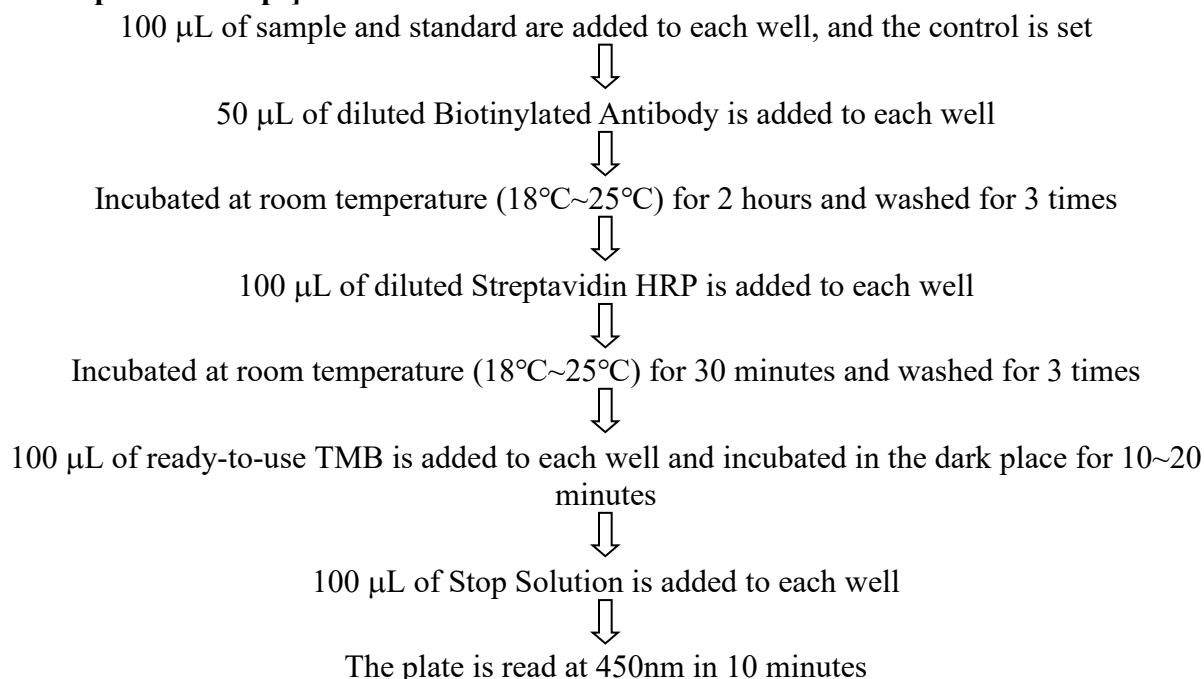 100 μL of sample and standard are added to each well, and the control is set
50 μL of diluted Biotinylated Antibody is added to each well
Incubated at room temperature (18℃~25℃) for 2 hours and washed for 3 times
100 μL of diluted Streptavidin HRP is added to each well
Incubated at room temperature (18℃~25℃) for 30 minutes and washed for 3 times
100 μL of ready-to-use TMB is added to each well and incubated in the dark place for 10~20
minutes
100 μL of Stop Solution is added to each well
The plate is read at 450nm in 10 minutes